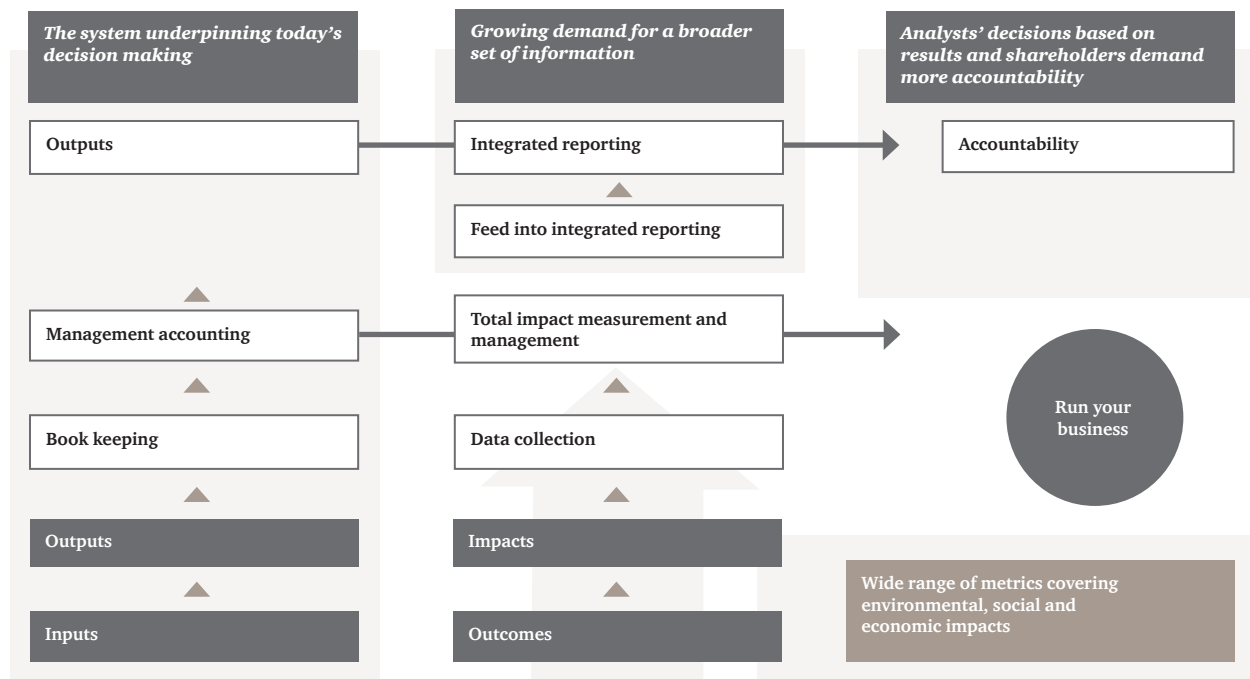 The system underpinning today’s
decision making
Growing demand for a broader
set of information
Analysts’ decisions based on
results and shareholders demand
more accountability
Outputs
Integrated reporting
Accountability
Feed into integrated reporting
Management accounting
Total impact measurement and
management
Run your
business
Book keeping
Data collection
Outputs
Impacts
Wide range of metrics covering
environmental, social and
economic impacts
Inputs
Outcomes